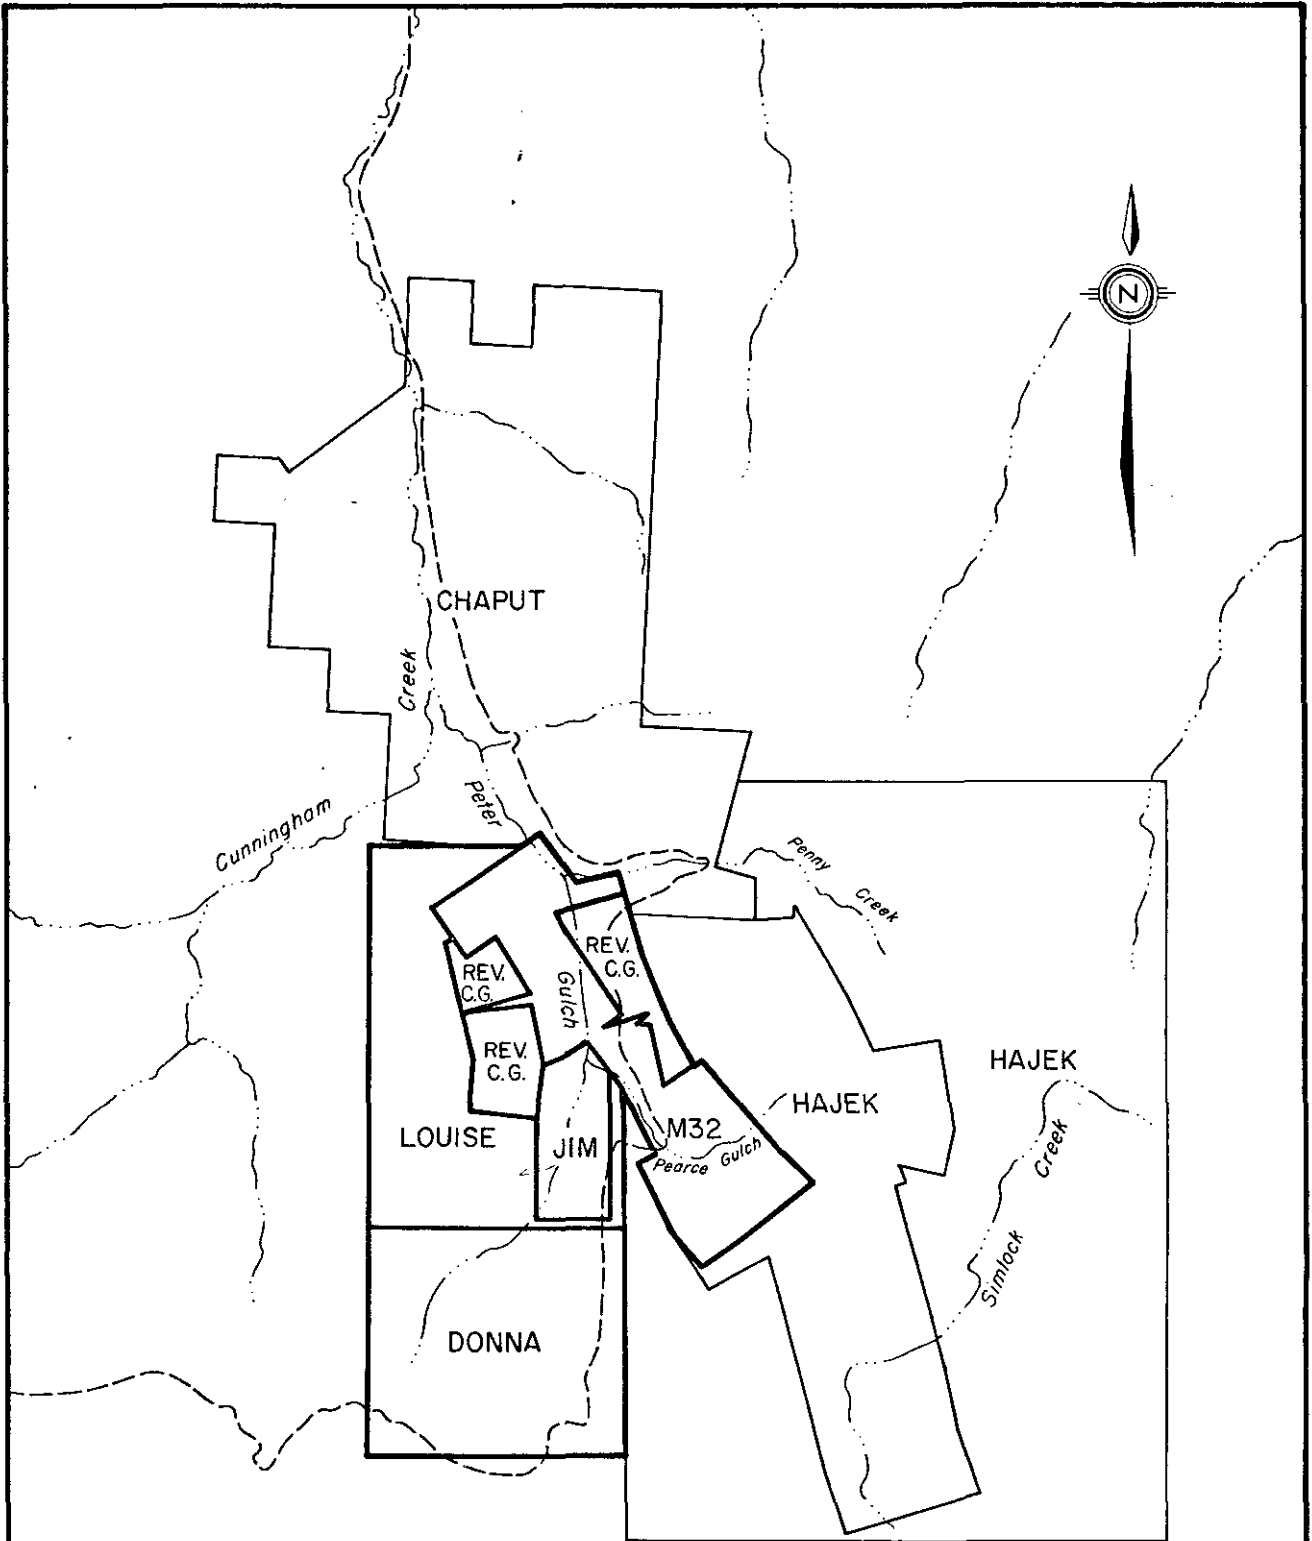 N
CHAPUT
Creek
Peter
Cunningham
Penny
Creek
REV.
C.G.
REV.
C.G.
Gulch
REV.
C.G.
HAJEK
HAJEK
M32
LOUISE
JIM
Pearce Gulch
Creek
Simlock
DONNA